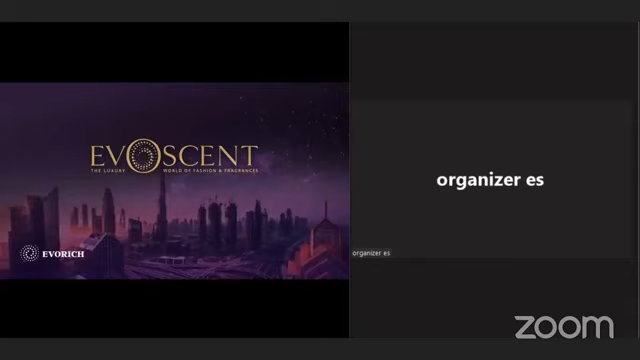 EVOSCENT
THE LUXURY WORLD OF FASHION & FRAGRANCES
EVORICH
organizer es
organizer es
zoom